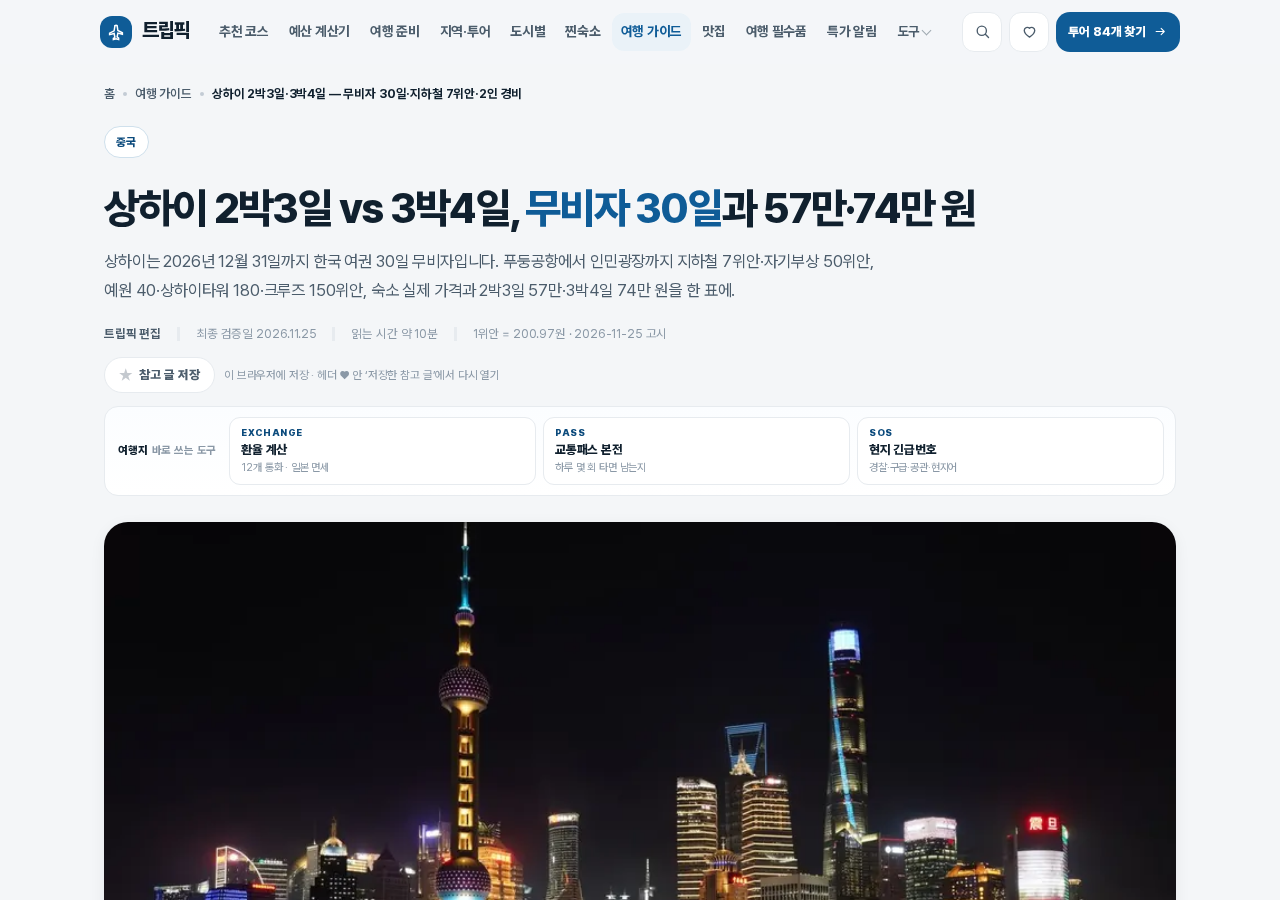 트립픽
추천 코스
예산 계산기
여행 준비
지역·투어
도시별
찐숙소
여행 가이드
맛집
여행 필수품
특가 알림
도구
투어 84개 찾기 →
홈 • 여행 가이드 • 상하이 2박3일·3박4일 — 무비자 30일·지하철 7위안·2인 경비
중국
상하이 2박3일 vs 3박4일, 무비자 30일과 57만·74만 원
상하이는 2026년 12월 31일까지 한국 여권 30일 무비자입니다. 푸둥공항에서 인민광장까지 지하철 7위안·자기부상 50위안,
예원 40·상하이타워 180·크루즈 150위안, 숙소 실제 가격과 2박3일 57만·3박4일 74만 원을 한 표에.
트립픽 편집 | 최종 검증일 2026.11.25 | 읽는 시간 약 10분 | 1위안 = 200.97원 · 2026-11-25 고시
★ 참고 글 저장
이 브라우저에 저장 · 헤더 ♥ 안 '저장한 참고 글'에서 다시 열기
여행지 바로 쓰는 도구
EXCHANGE
환율 계산
12개 통화 · 일본 면세
PASS
교통패스 본전
하루 몇 회 타면 남는지
SOS
현지 긴급번호
경찰·구급·공관·현지어
震旦